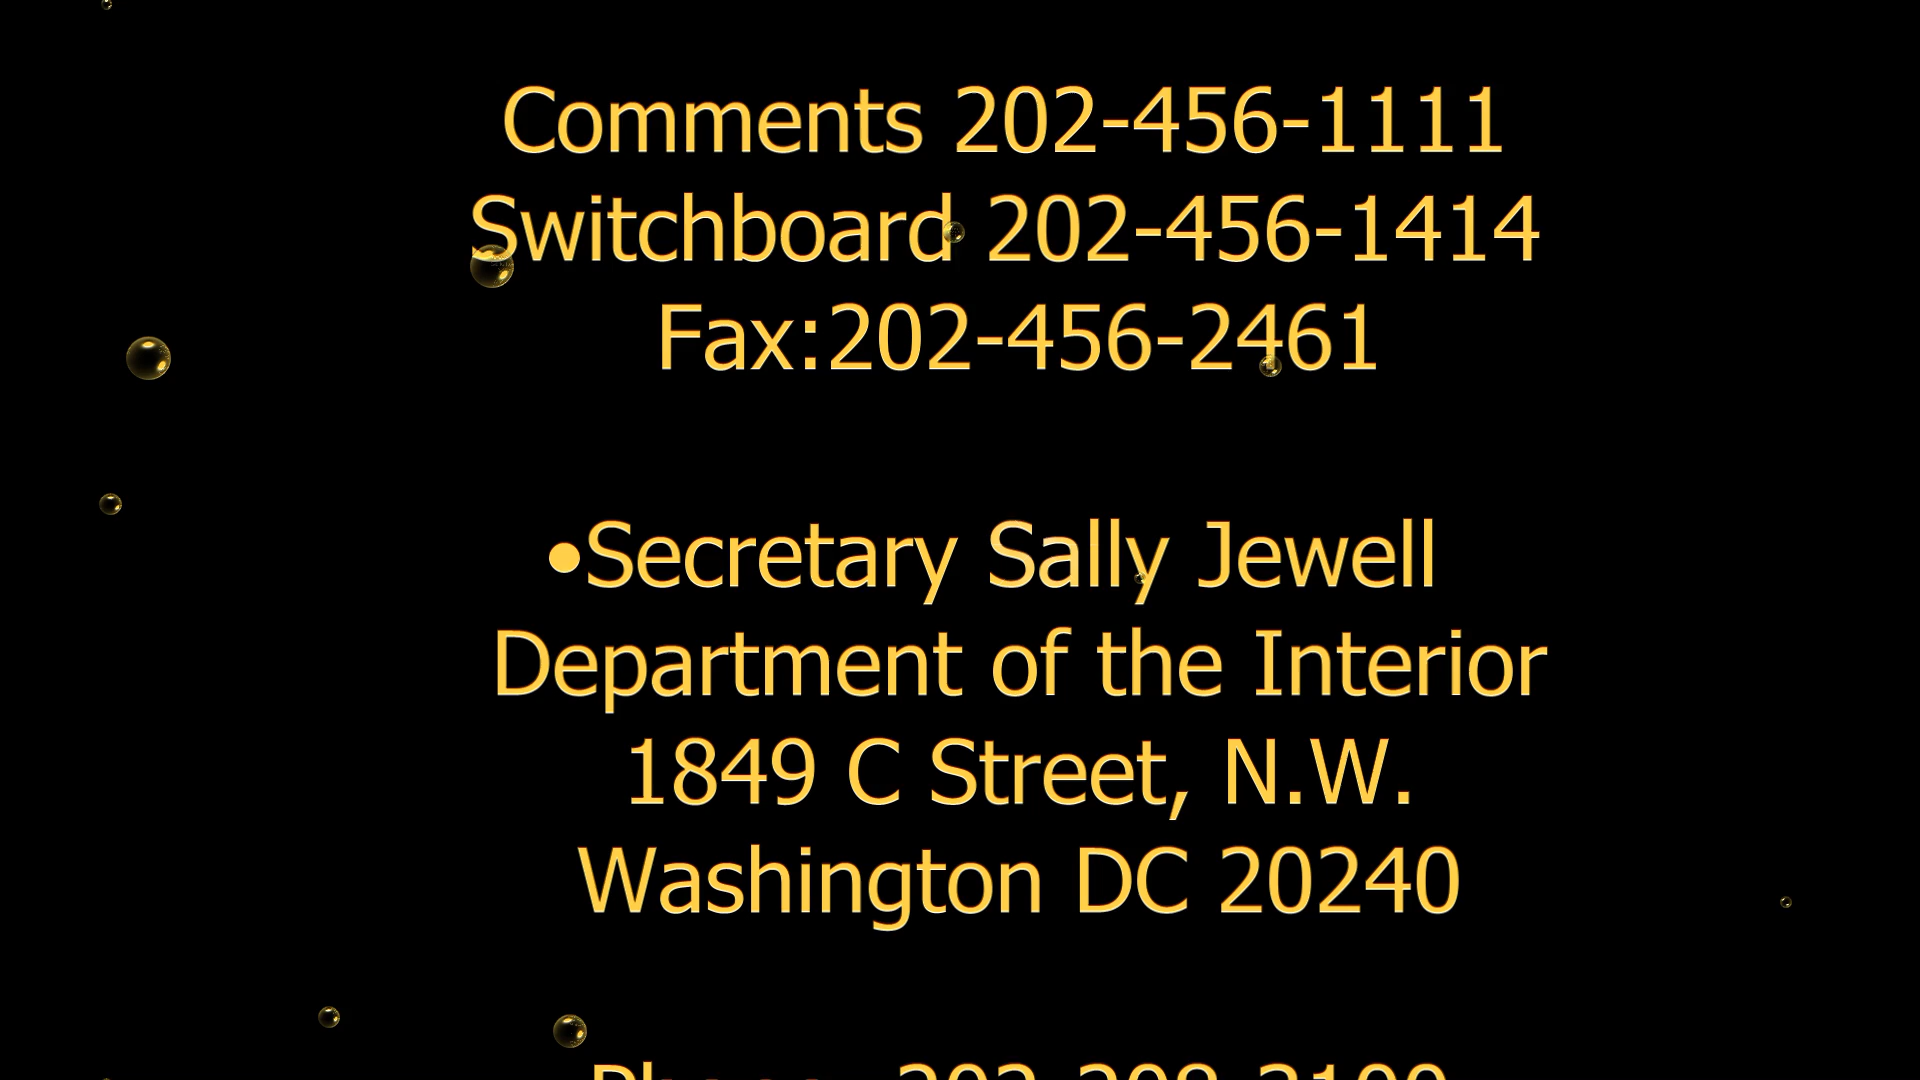 Comments 202-456-1111
Switchboard 202-456-1414
Fax:202-456-2461
•Secretary Sally Jewell
Department of the Interior
1849 C Street, N.W.
Washington DC 20240